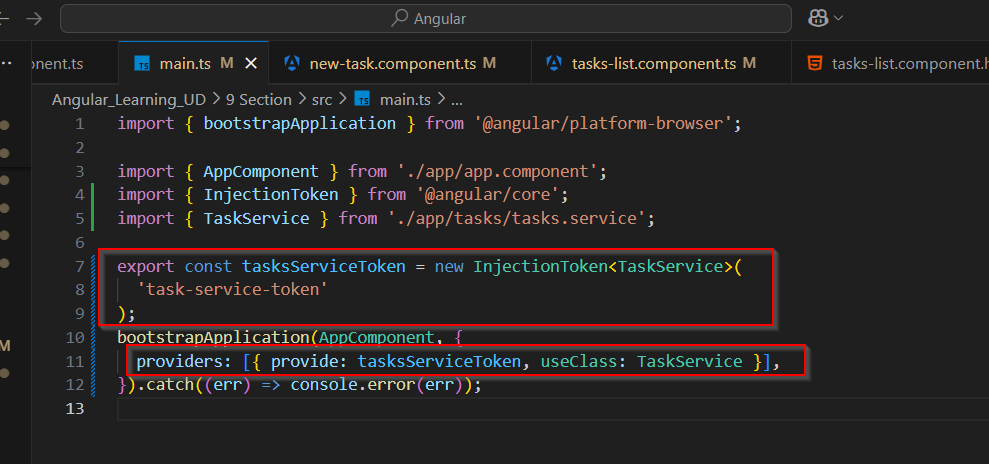 Angular
onent.ts
TS main.ts M
new-task.component.ts M
tasks-list.component.ts M
tasks-list.component.h
Angular_Learning_UD > 9 Section > src > TS main.ts > ...
1 import { bootstrapApplication } from '@angular/platform-browser';
2
3 import { AppComponent } from './app/app.component';
4 import { InjectionToken } from '@angular/core';
5 import { TaskService } from './app/tasks/tasks.service';
6
7 export const tasksServiceToken = new InjectionToken<TaskService>(
8 'task-service-token'
9 );
10 bootstrapApplication(AppComponent, {
11 providers: [{ provide: tasksServiceToken, useClass: TaskService }],
12 }).catch((err) => console.error(err));
13
M